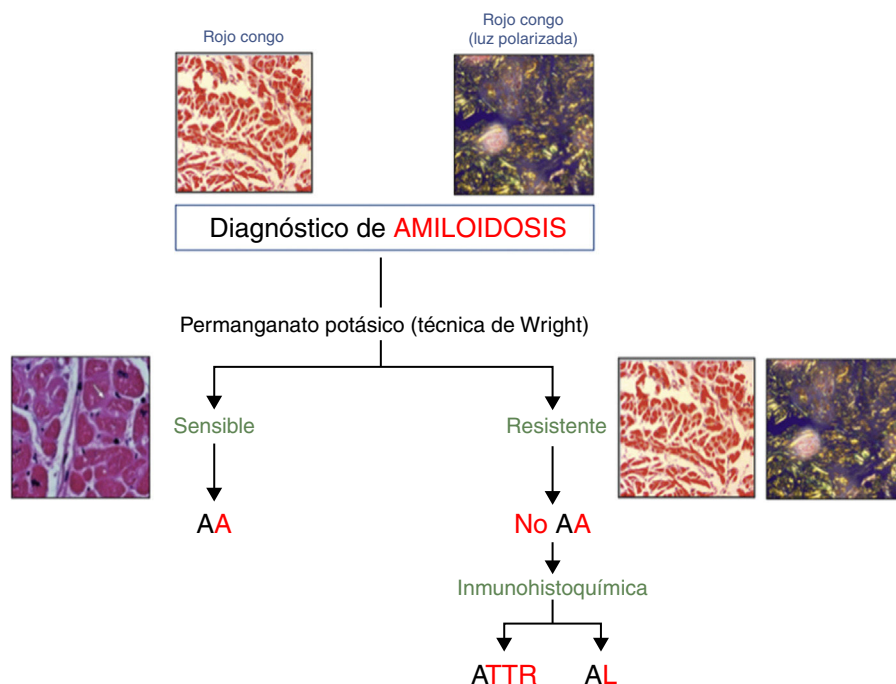 Rojo congo
Rojo congo
(luz polarizada)
Diagnóstico de AMILOIDOSIS
Permanganato potásico (técnica de Wright)
Sensible
Resistente
AA
No AA
Inmunohistoquímica
ATTR
AL